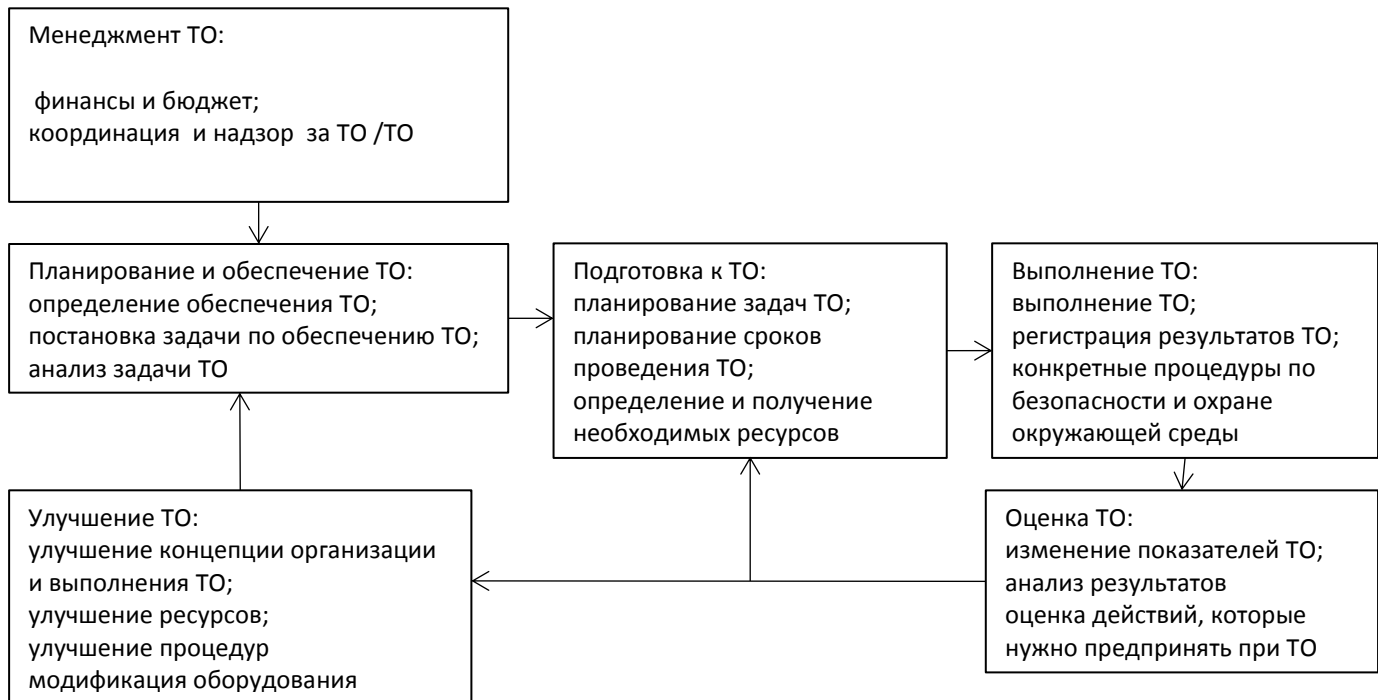 Менеджмент ТО:
финансы и бюджет;
координация и надзор за ТО /ТО
Планирование и обеспечение ТО:
определение обеспечения ТО;
постановка задачи по обеспечению ТО;
анализ задачи ТО
Подготовка к ТО:
планирование задач ТО;
планирование сроков
проведения ТО;
определение и получение
необходимых ресурсов
Выполнение ТО:
выполнение ТО;
регистрация результатов ТО;
конкретные процедуры по
безопасности и охране
окружающей среды
Улучшение ТО:
улучшение концепции организации
и выполнения ТО;
улучшение ресурсов;
улучшение процедур
модификация оборудования
Оценка ТО:
изменение показателей ТО;
анализ результатов
оценка действий, которые
нужно предпринять при ТО